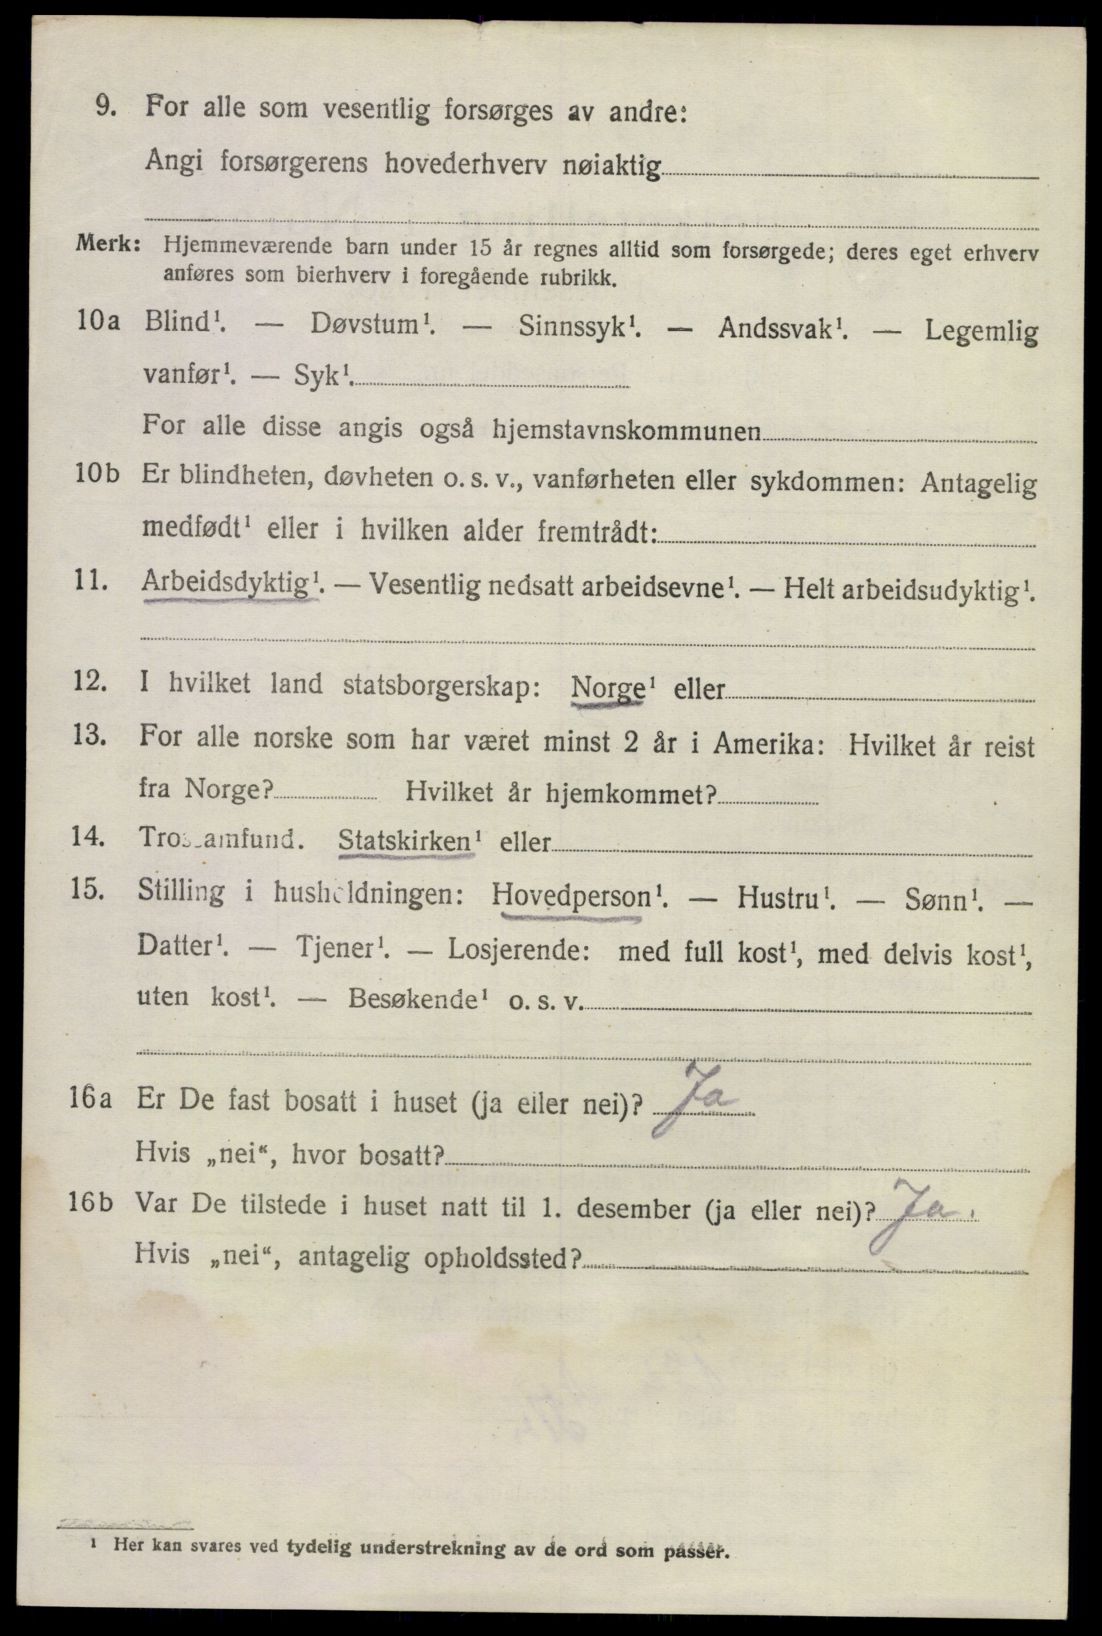 9. For alle som vesentlig forsørges av andre:
Angi forsørgerens hovederhverv nøiaktig
Merk: Hjemmeværende barn under 15 år regnes alltid som forsørgede; deres eget erhverv
anføres som bierhverv i foregående rubrikk.
10a Blind¹. — Døvstum¹. — Sinnssyk¹. — Andssvak¹. — Legemlig
vanfør¹. — Syk¹.
For alle disse angis også hjemstavnskommunen
10b Er blindheten, døvheten o. s. v., vanførheten eller sykdommen: Antagelig
medfødt¹ eller i hvilken alder fremtrådt:
11. Arbeidsdyktig¹. — Vesentlig nedsatt arbeidsevne¹. — Helt arbeidsudyktig¹.
12. I hvilket land statsborgerskap: Norge¹ eller
13. For alle norske som har været minst 2 år i Amerika: Hvilket år reist
fra Norge? Hvilket år hjemkommet?
14. Trossamfund. Statskirken¹ eller
15. Stilling i husholdningen: Hovedperson¹. — Hustru¹. — Sønn¹. —
Datter¹. — Tjener¹. — Losjerende: med full kost¹, med delvis kost¹,
uten kost¹. — Besøkende¹ o. s. v.
16a Er De fast bosatt i huset (ja eller nei)? Ja
Hvis „nei“, hvor bosatt?
16b Var De tilstede i huset natt til 1. desember (ja eller nei)? Ja.
Hvis „nei“, antagelig opholdssted?
¹ Her kan svares ved tydelig understrekning av de ord som passer.